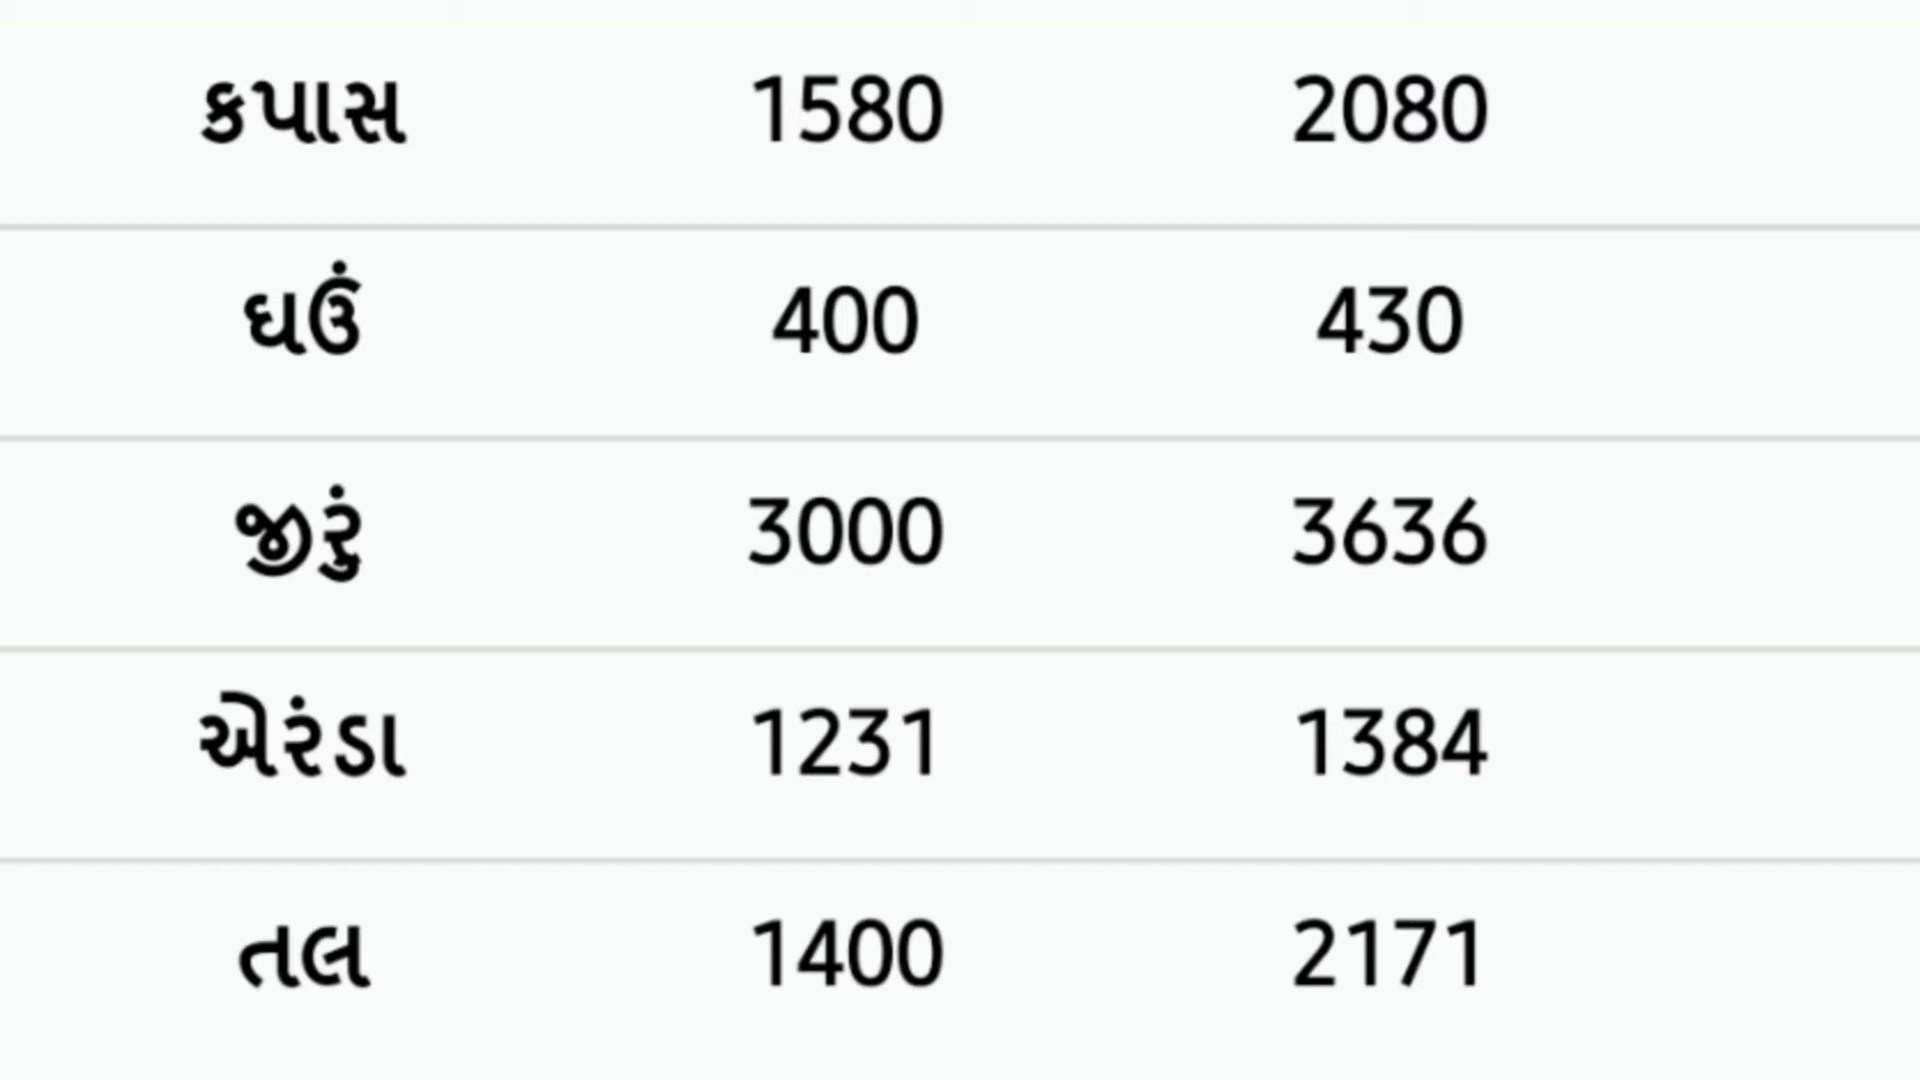 કપાસ 1580 2080
ઘઉં 400 430
જીરું 3000 3636
એરંડા 1231 1384
તલ 1400 2171